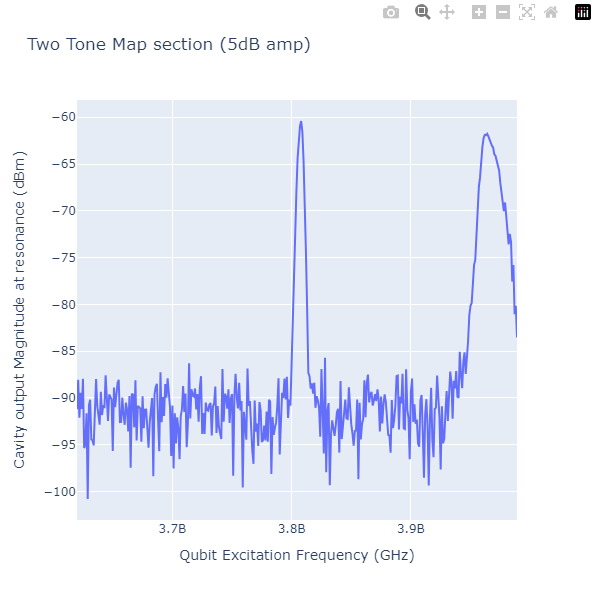 Two Tone Map section (5dB amp)
Cavity output Magnitude at resonance (dBm)
−60
−65
−70
−75
−80
−85
−90
−95
−100
3.7B
3.8B
3.9B
Qubit Excitation Frequency (GHz)